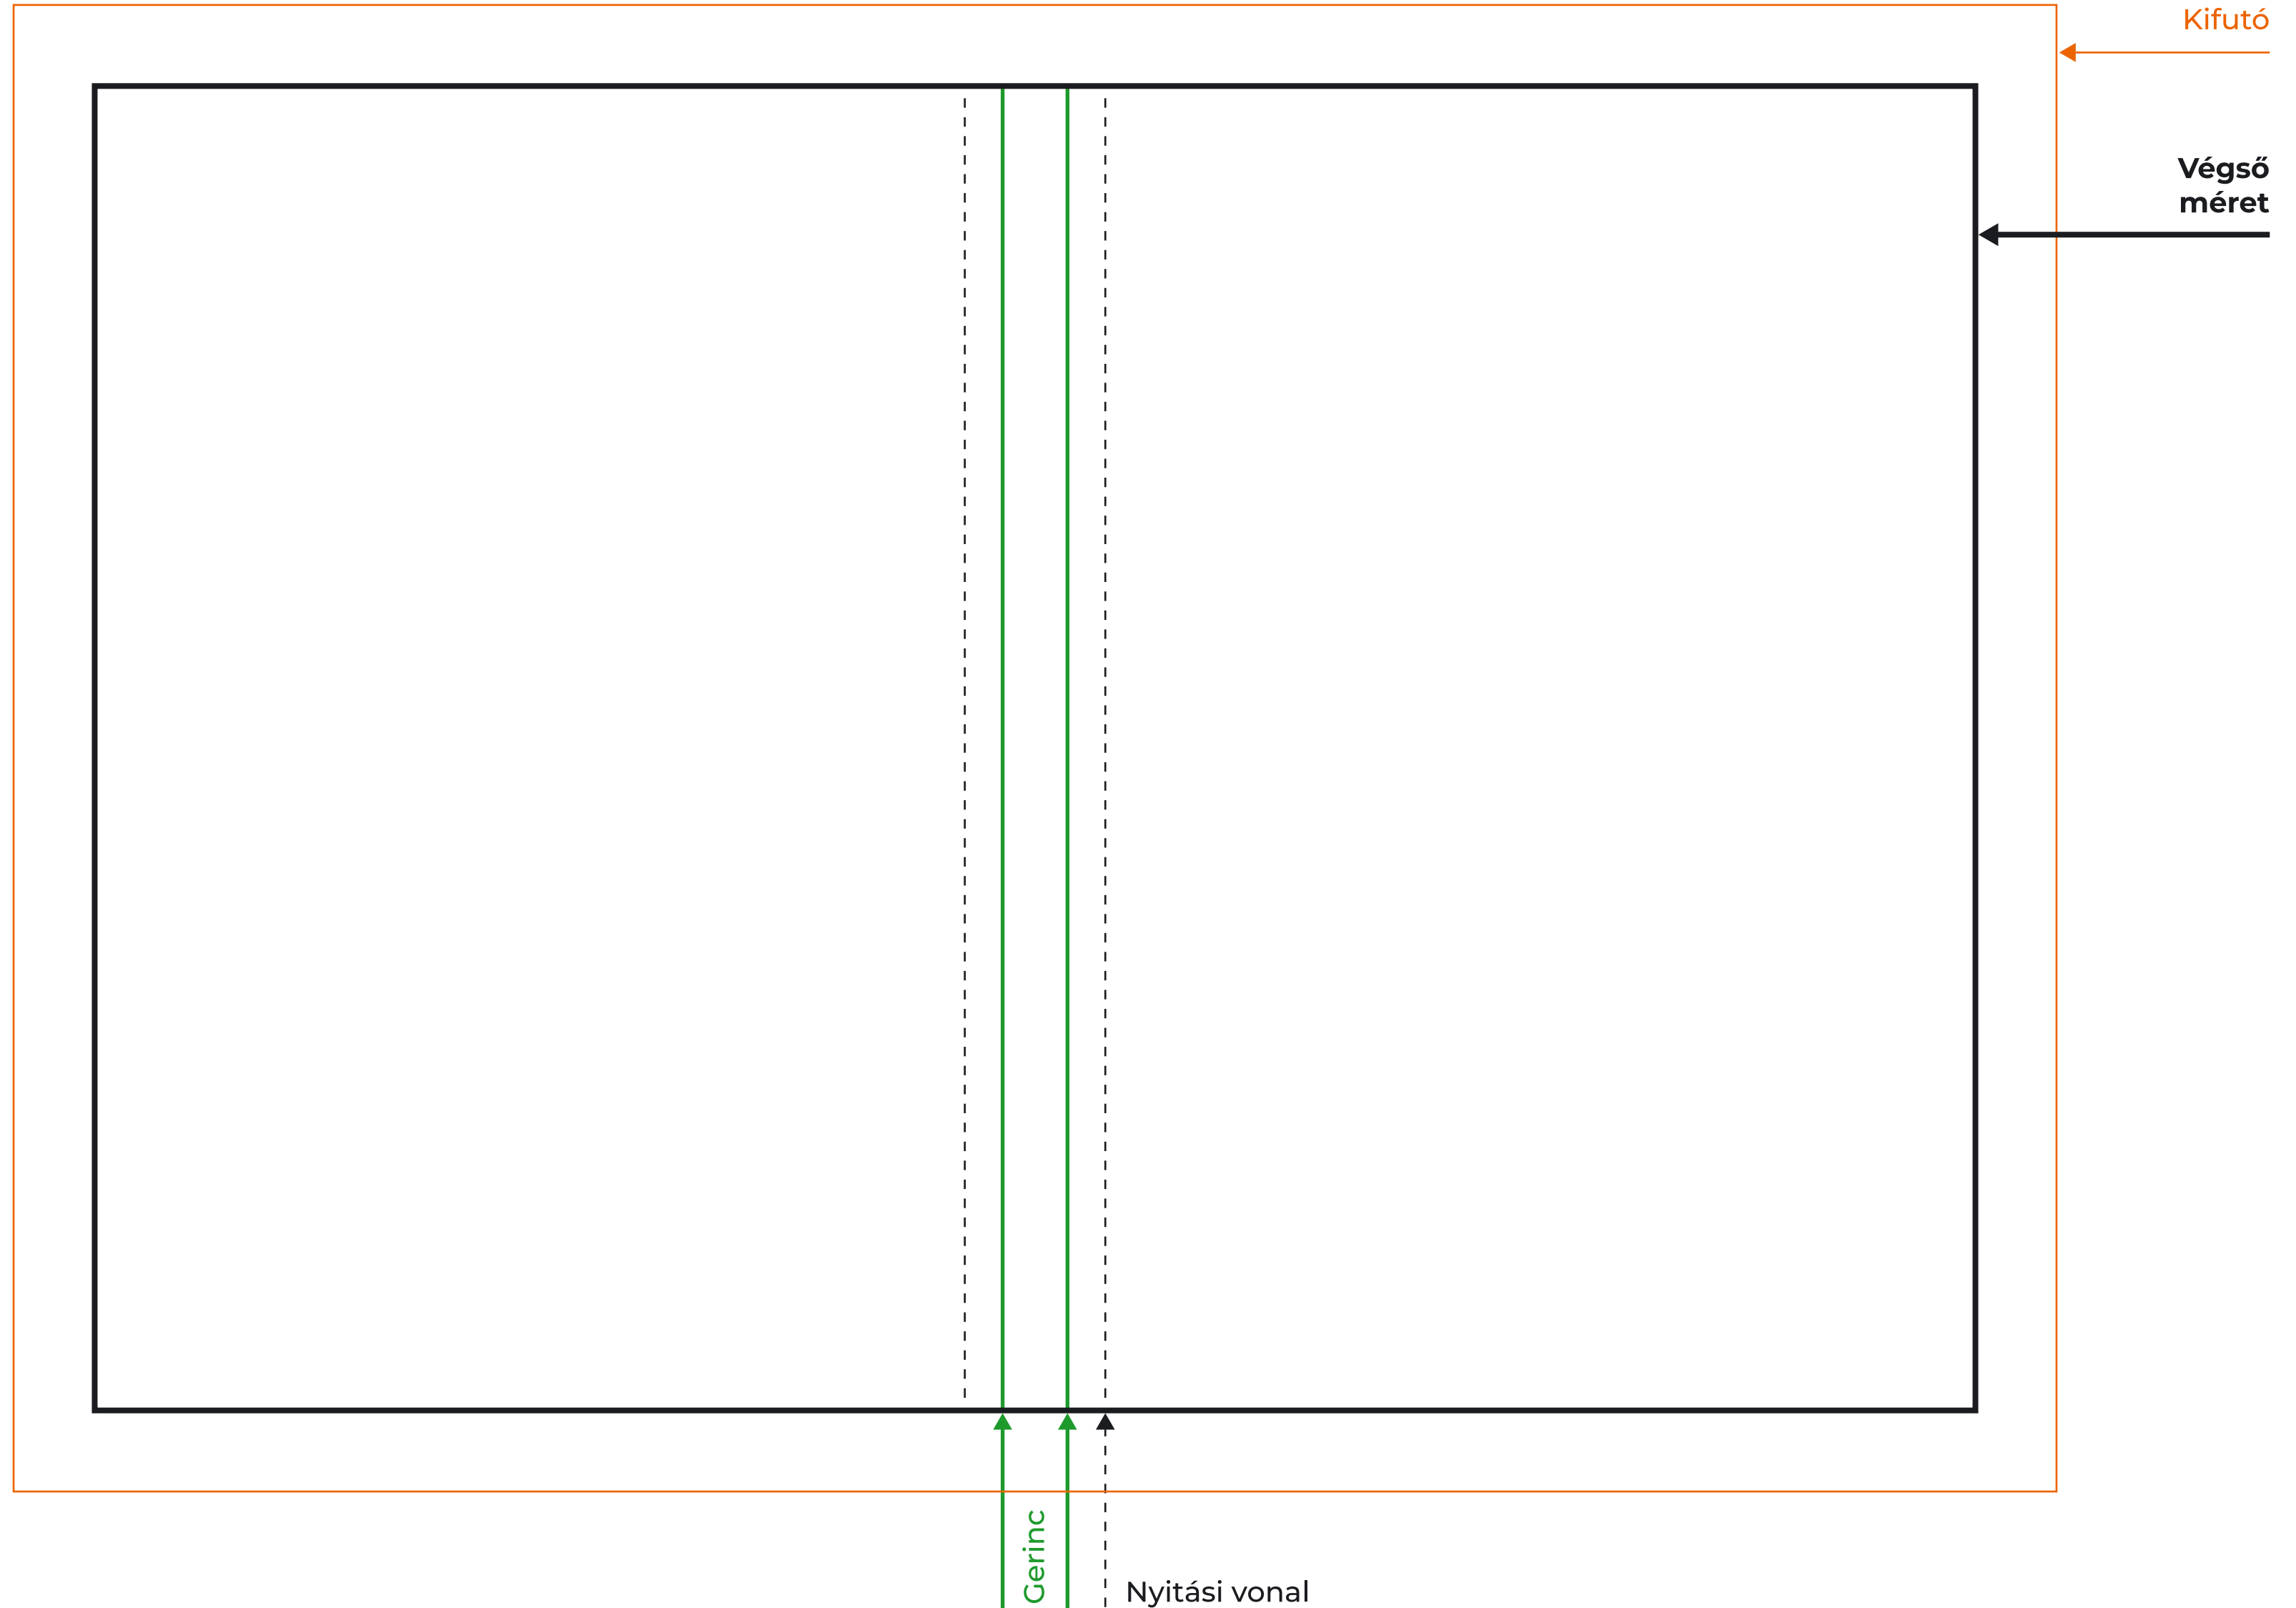 Kifutó
Végső
méret
Gerinc
Nyitási vonal